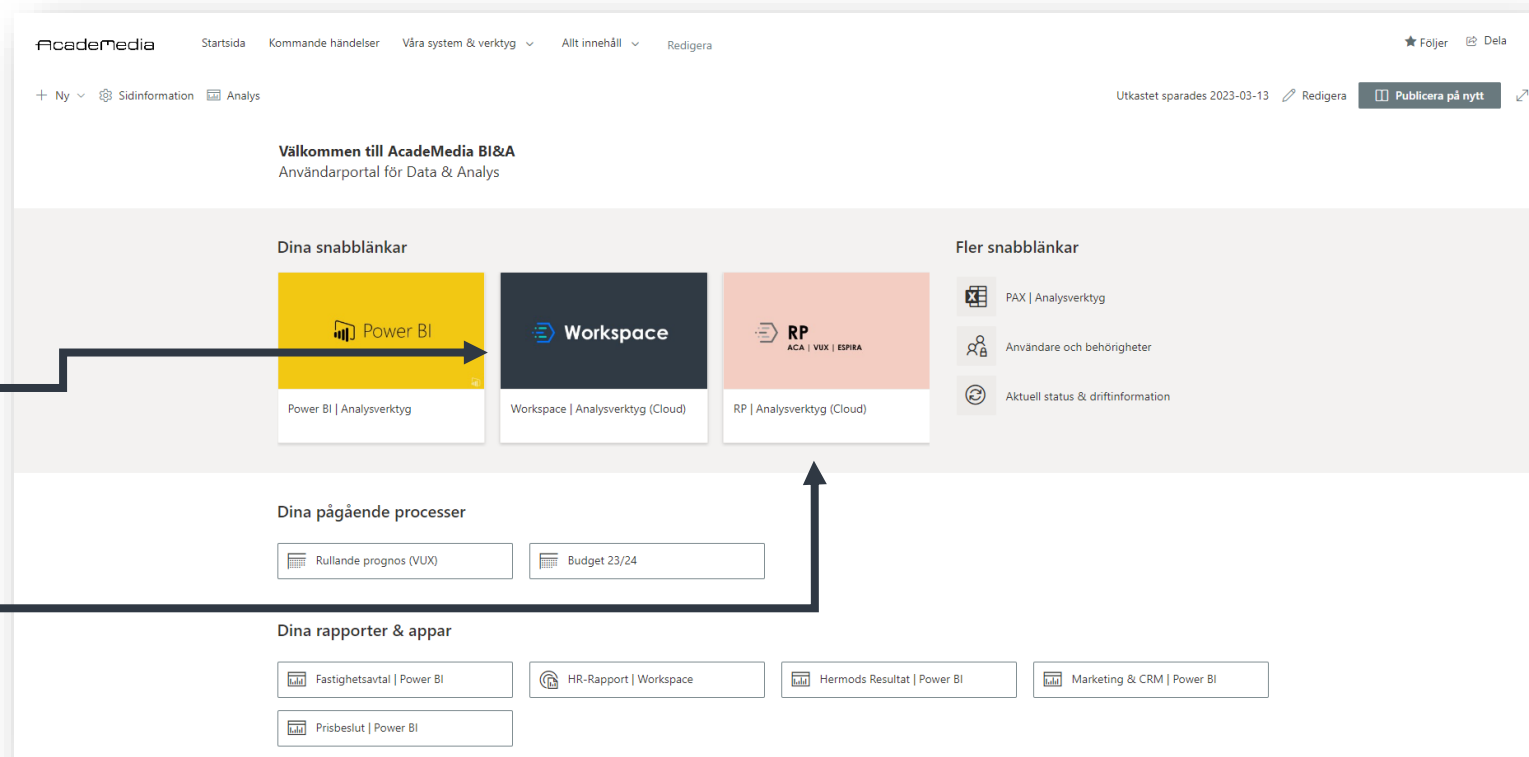 AcadeMedia Startsida Kommande händelser Våra system & verktyg Allt innehåll Redigera Följer Dela
+ Ny Sidinformation Analys Utkastet sparades 2023-03-13 Redigera Publicera på nytt
Välkommen till AcadeMedia BI&A
Användarportal för Data & Analys
Dina snabblänkar
Power BI
Power BI | Analysverktyg
Workspace
Workspace | Analysverktyg (Cloud)
RP
ACA | VUX | ESPIRA
RP | Analysverktyg (Cloud)
Fler snabblänkar
PAX | Analysverktyg
Användare och behörigheter
Aktuell status & driftinformation
Dina pågående processer
Rullande prognos (VUX) Budget 23/24
Dina rapporter & appar
Fastighetsavtal | Power BI HR-Rapport | Workspace Hermods Resultat | Power BI Marketing & CRM | Power BI
Prisbeslut | Power BI